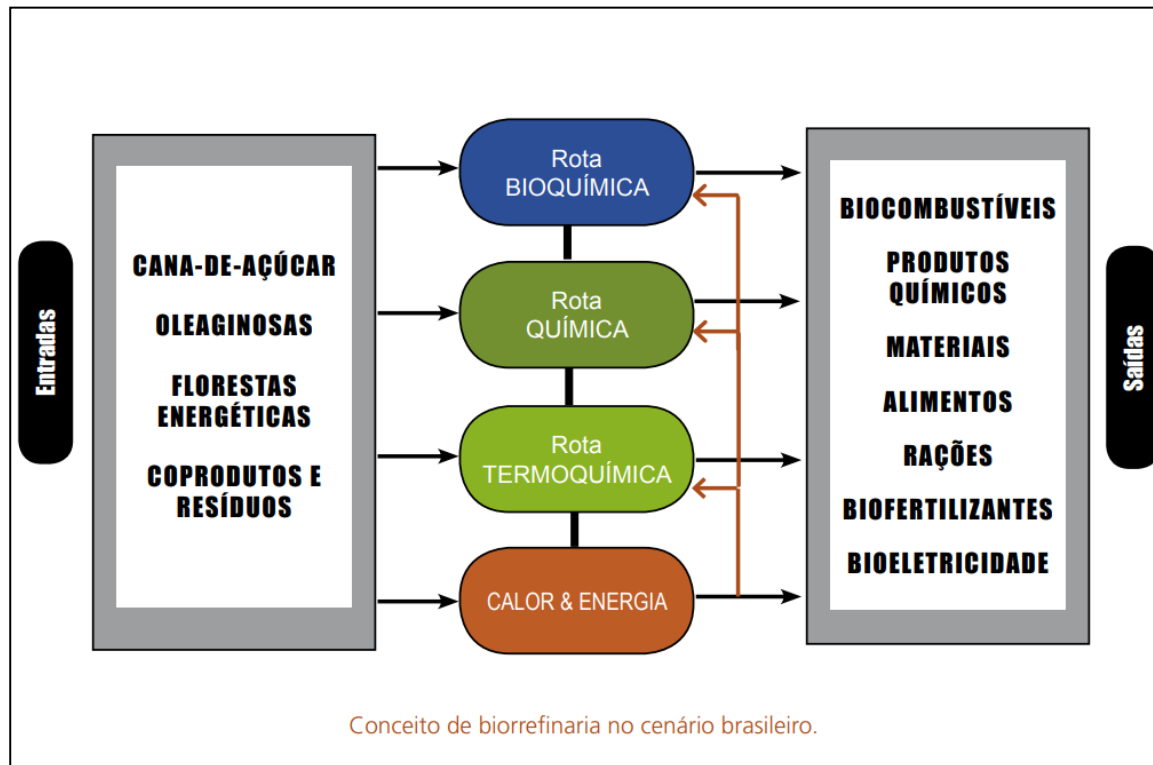 Entradas
CANA-DE-AÇÚCAR
OLEAGINOSAS
FLORESTAS
ENERGÉTICAS
COPRODUTOS E
RESÍDUOS
Rota
BIOQUÍMICA
Rota
QUÍMICA
Rota
TERMOQUÍMICA
CALOR & ENERGIA
BIOCOMBUSTÍVEIS
PRODUTOS
QUÍMICOS
MATERIAIS
ALIMENTOS
RAÇÕES
BIOFERTILIZANTES
BIOELETRICIDADE
Saídas
Conceito de biorrefinaria no cenário brasileiro.